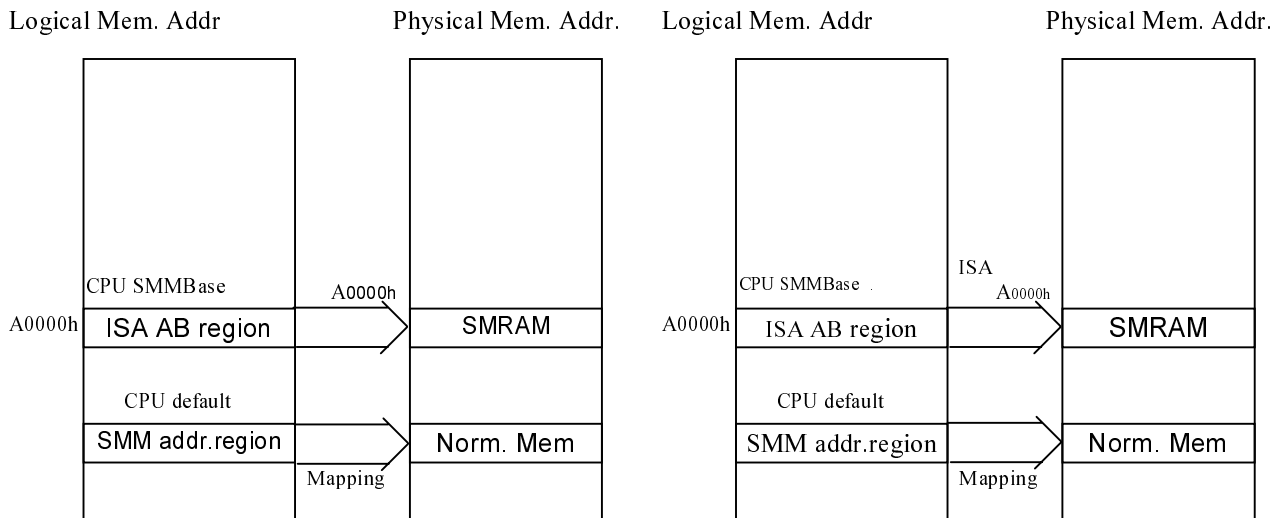 Logical Mem. Addr
Physical Mem. Addr.
CPU SMMBase
A0000h
A0000h
ISA AB region
SMRAM
CPU default
SMM addr.region
Norm. Mem
Mapping
Logical Mem. Addr
Physical Mem. Addr.
ISA
CPU SMMBase .
A0000h
A0000h
ISA AB region
SMRAM
CPU default
SMM addr.region
Norm. Mem
Mapping